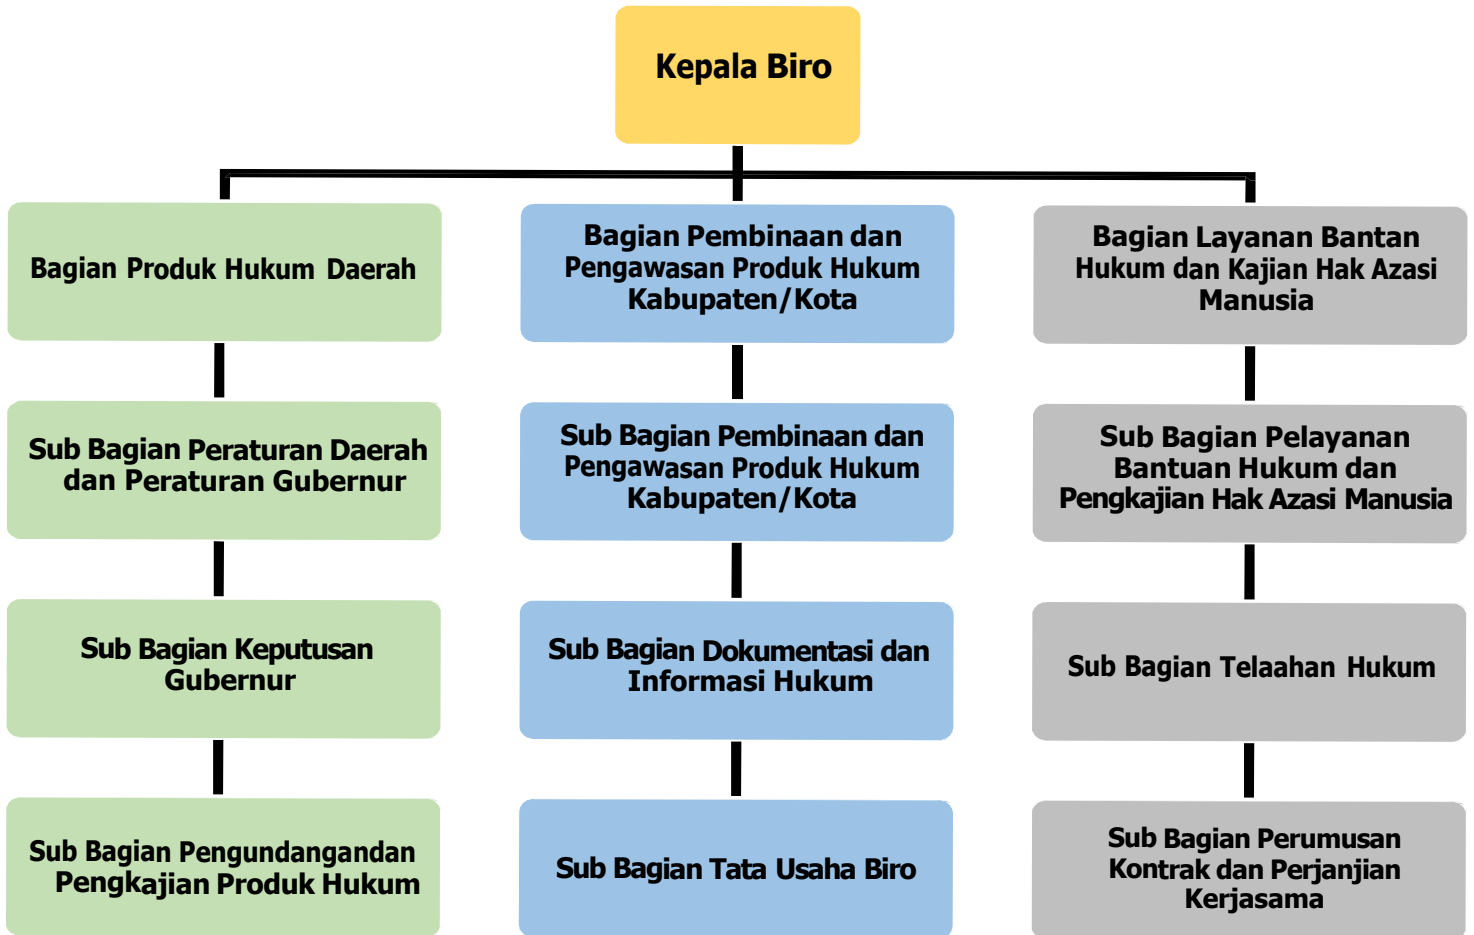 Kepala Biro
Bagian Produk Hukum Daerah
Bagian Pembinaan dan
Pengawasan Produk Hukum
Kabupaten/Kota
Bagian Layanan Bantan
Hukum dan Kajian Hak Azasi
Manusia
Sub Bagian Peraturan Daerah
dan Peraturan Gubernur
Sub Bagian Pembinaan dan
Pengawasan Produk Hukum
Kabupaten/Kota
Sub Bagian Pelayanan
Bantuan Hukum dan
Pengkajian Hak Azasi Manusia
Sub Bagian Keputusan
Gubernur
Sub Bagian Dokumentasi dan
Informasi Hukum
Sub Bagian Telaahan Hukum
Sub Bagian Pengundangandan
Pengkajian Produk Hukum
Sub Bagian Tata Usaha Biro
Sub Bagian Perumusan
Kontrak dan Perjanjian
Kerjasama